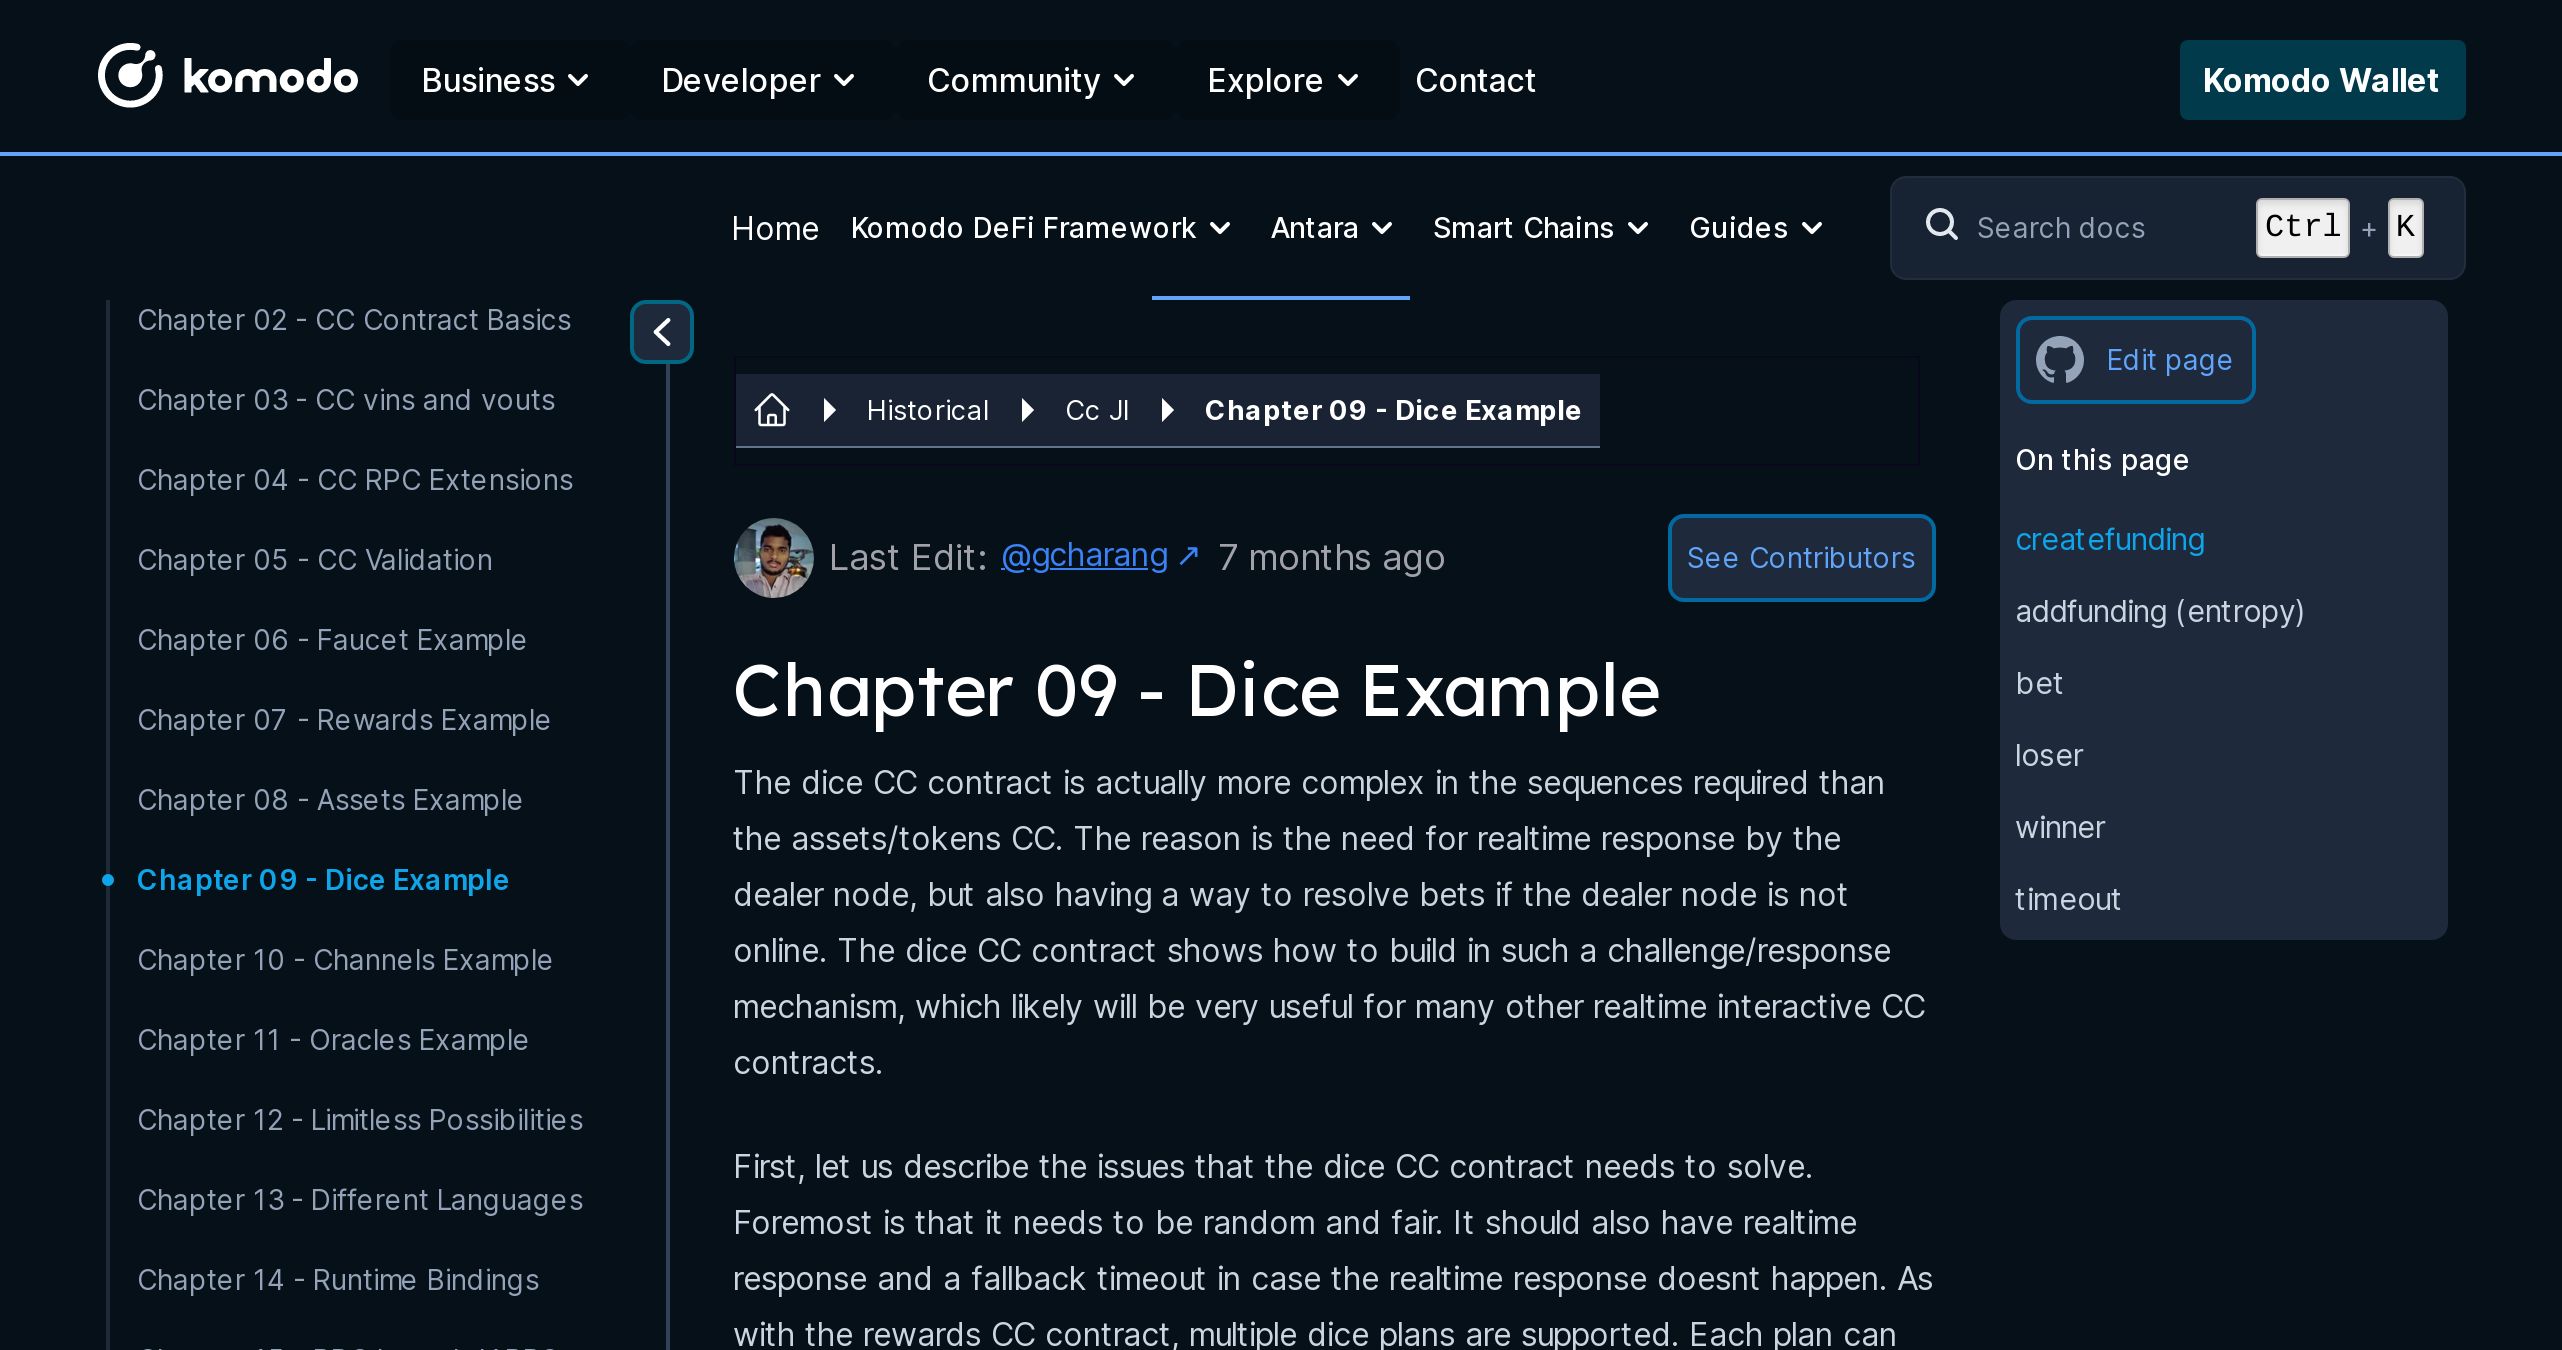 komodo
Business
Developer
Community
Explore
Contact
Komodo Wallet
Home
Komodo DeFi Framework
Antara
Smart Chains
Guides
Search docs
Ctrl + K
Chapter 02 - CC Contract Basics
Chapter 03 - CC vins and vouts
Chapter 04 - CC RPC Extensions
Chapter 05 - CC Validation
Chapter 06 - Faucet Example
Chapter 07 - Rewards Example
Chapter 08 - Assets Example
Chapter 09 - Dice Example
Chapter 10 - Channels Example
Chapter 11 - Oracles Example
Chapter 12 - Limitless Possibilities
Chapter 13 - Different Languages
Chapter 14 - Runtime Bindings
Historical
Cc Jl
Chapter 09 - Dice Example
Last Edit: @gcharang ↗ 7 months ago
See Contributors
Chapter 09 - Dice Example
The dice CC contract is actually more complex in the sequences required than
the assets/tokens CC. The reason is the need for realtime response by the
dealer node, but also having a way to resolve bets if the dealer node is not
online. The dice CC contract shows how to build in such a challenge/response
mechanism, which likely will be very useful for many other realtime interactive CC
contracts.
First, let us describe the issues that the dice CC contract needs to solve.
Foremost is that it needs to be random and fair. It should also have realtime
response and a fallback timeout in case the realtime response doesnt happen. As
with the rewards CC contract, multiple dice plans are supported. Each plan can
Edit page
On this page
createfunding
addfunding (entropy)
bet
loser
winner
timeout